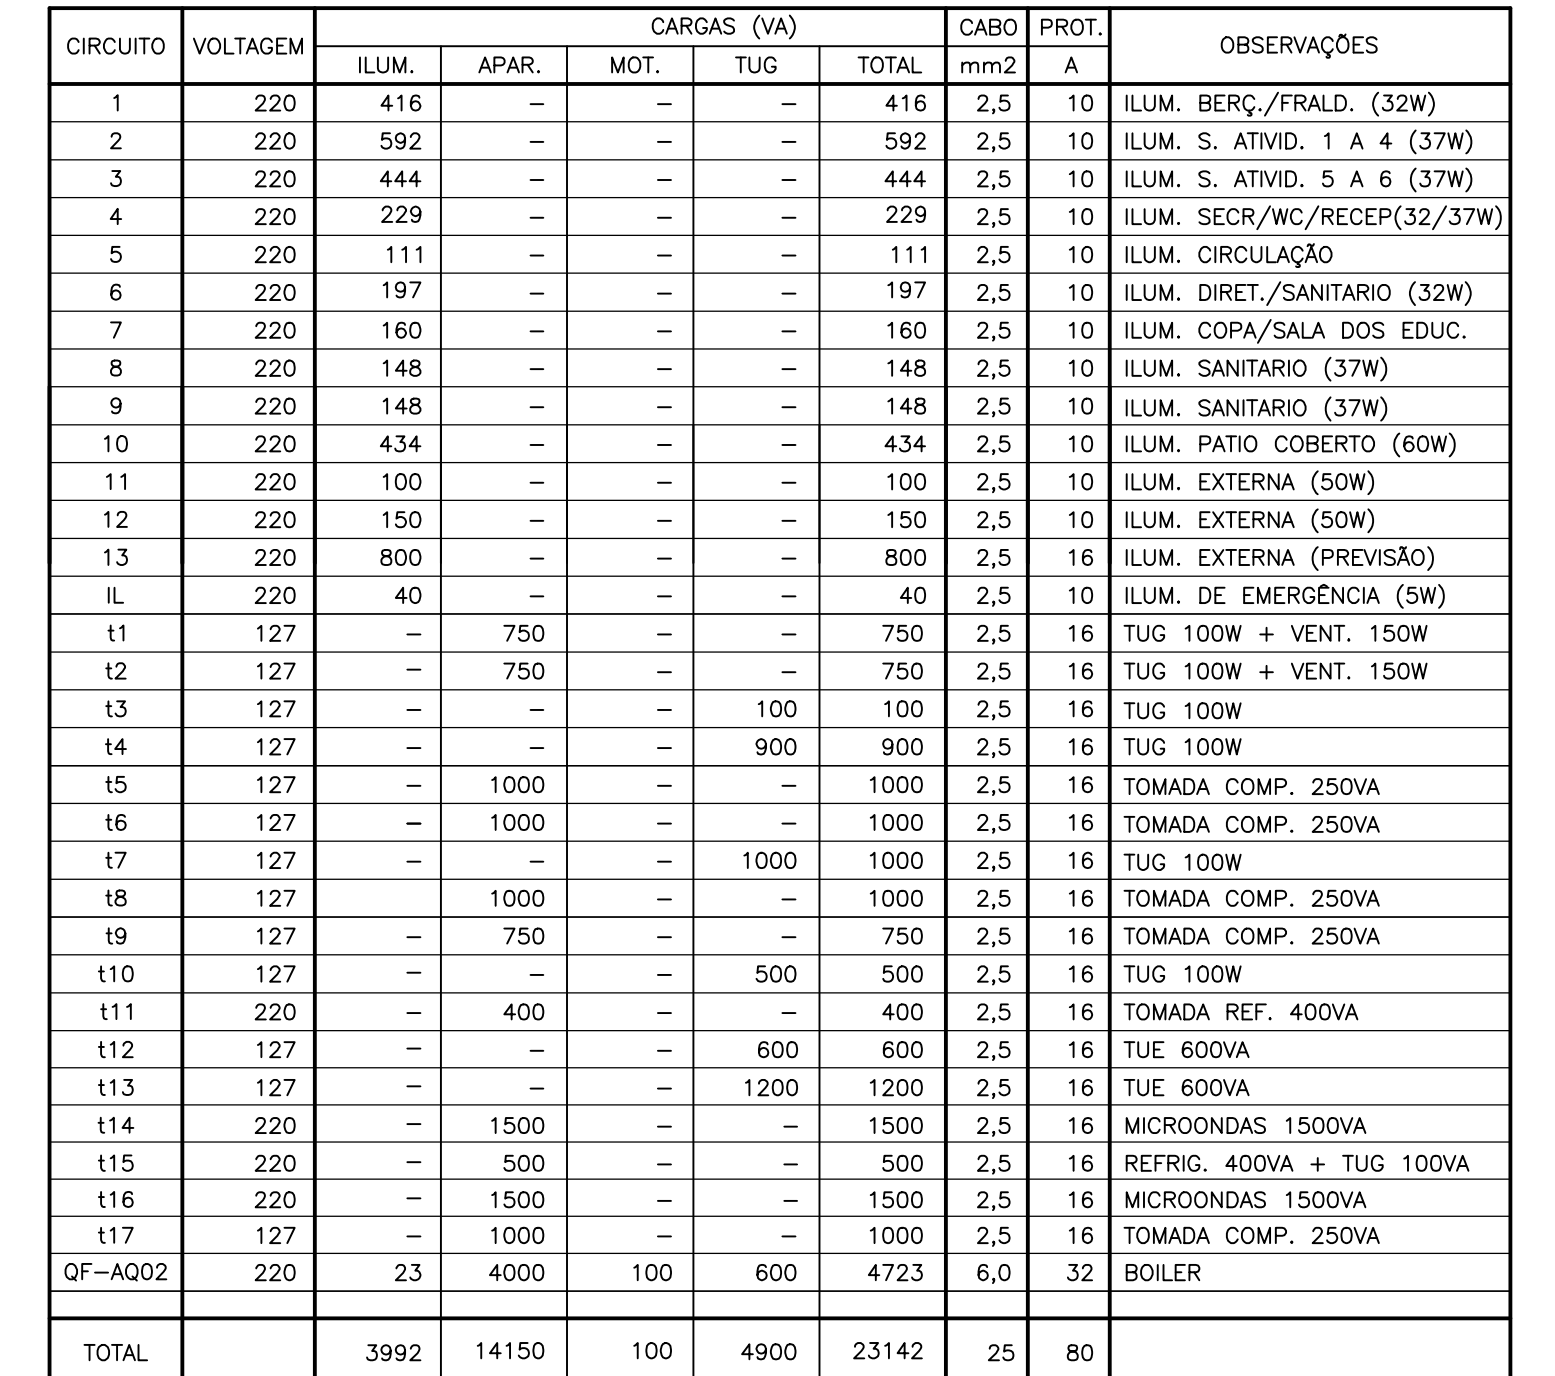 CIRCUITO VOLTAGEM CARGAS (VA) CABO PROT. OBSERVAÇÕES
ILUM. APAR. MOT. TUG TOTAL mm2 A
1 220 416 – – – 416 2,5 10 ILUM. BERÇ./FRALD. (32W)
2 220 592 – – – 592 2,5 10 ILUM. S. ATIVID. 1 A 4 (37W)
3 220 444 – – – 444 2,5 10 ILUM. S. ATIVID. 5 A 6 (37W)
4 220 229 – – – 229 2,5 10 ILUM. SECR/WC/RECEP(32/37W)
5 220 111 – – – 111 2,5 10 ILUM. CIRCULAÇÃO
6 220 197 – – – 197 2,5 10 ILUM. DIRET./SANITARIO (32W)
7 220 160 – – – 160 2,5 10 ILUM. COPA/SALA DOS EDUC.
8 220 148 – – – 148 2,5 10 ILUM. SANITARIO (37W)
9 220 148 – – – 148 2,5 10 ILUM. SANITARIO (37W)
10 220 434 – – – 434 2,5 10 ILUM. PATIO COBERTO (60W)
11 220 100 – – – 100 2,5 10 ILUM. EXTERNA (50W)
12 220 150 – – – 150 2,5 10 ILUM. EXTERNA (50W)
13 220 800 – – – 800 2,5 16 ILUM. EXTERNA (PREVISÃO)
IL 220 40 – – – 40 2,5 10 ILUM. DE EMERGÊNCIA (5W)
t1 127 – 750 – – 750 2,5 16 TUG 100W + VENT. 150W
t2 127 – 750 – – 750 2,5 16 TUG 100W + VENT. 150W
t3 127 – – – 100 100 2,5 16 TUG 100W
t4 127 – – – 900 900 2,5 16 TUG 100W
t5 127 – 1000 – – 1000 2,5 16 TOMADA COMP. 250VA
t6 127 – 1000 – – 1000 2,5 16 TOMADA COMP. 250VA
t7 127 – – – 1000 1000 2,5 16 TUG 100W
t8 127 1000 – – 1000 2,5 16 TOMADA COMP. 250VA
t9 127 – 750 – – 750 2,5 16 TOMADA COMP. 250VA
t10 127 – – – 500 500 2,5 16 TUG 100W
t11 220 – 400 – – 400 2,5 16 TOMADA REF. 400VA
t12 127 – – – 600 600 2,5 16 TUE 600VA
t13 127 – – – 1200 1200 2,5 16 TUE 600VA
t14 220 – 1500 – – 1500 2,5 16 MICROONDAS 1500VA
t15 220 – 500 – – 500 2,5 16 REFRIG. 400VA + TUG 100VA
t16 220 – 1500 – – 1500 2,5 16 MICROONDAS 1500VA
t17 127 – 1000 – – 1000 2,5 16 TOMADA COMP. 250VA
QF–AQ02 220 23 4000 100 600 4723 6,0 32 BOILER
TOTAL 3992 14150 100 4900 23142 25 80